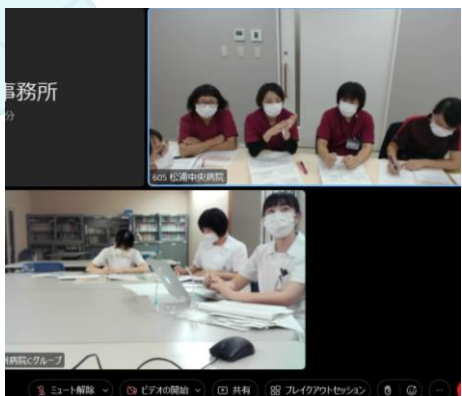 事務所
分
605 松浦中央病院
病院Cグループ
ミュート解除
ビデオの開始
共有
ブレイクアウトセッション